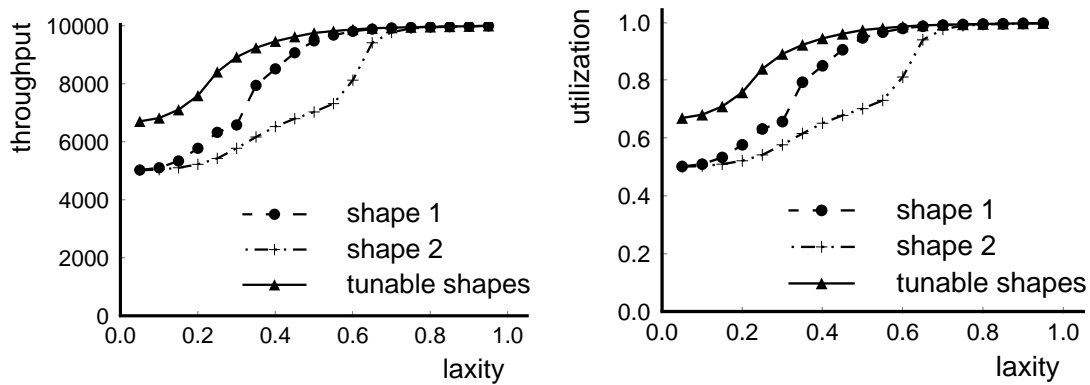 throughput
10000
8000
6000
4000
2000
0
0.0 0.2 0.4 0.6 0.8 1.0
laxity
shape 1
shape 2
tunable shapes
utilization
1.0
0.8
0.6
0.4
0.2
0.0
0.0 0.2 0.4 0.6 0.8 1.0
laxity
shape 1
shape 2
tunable shapes